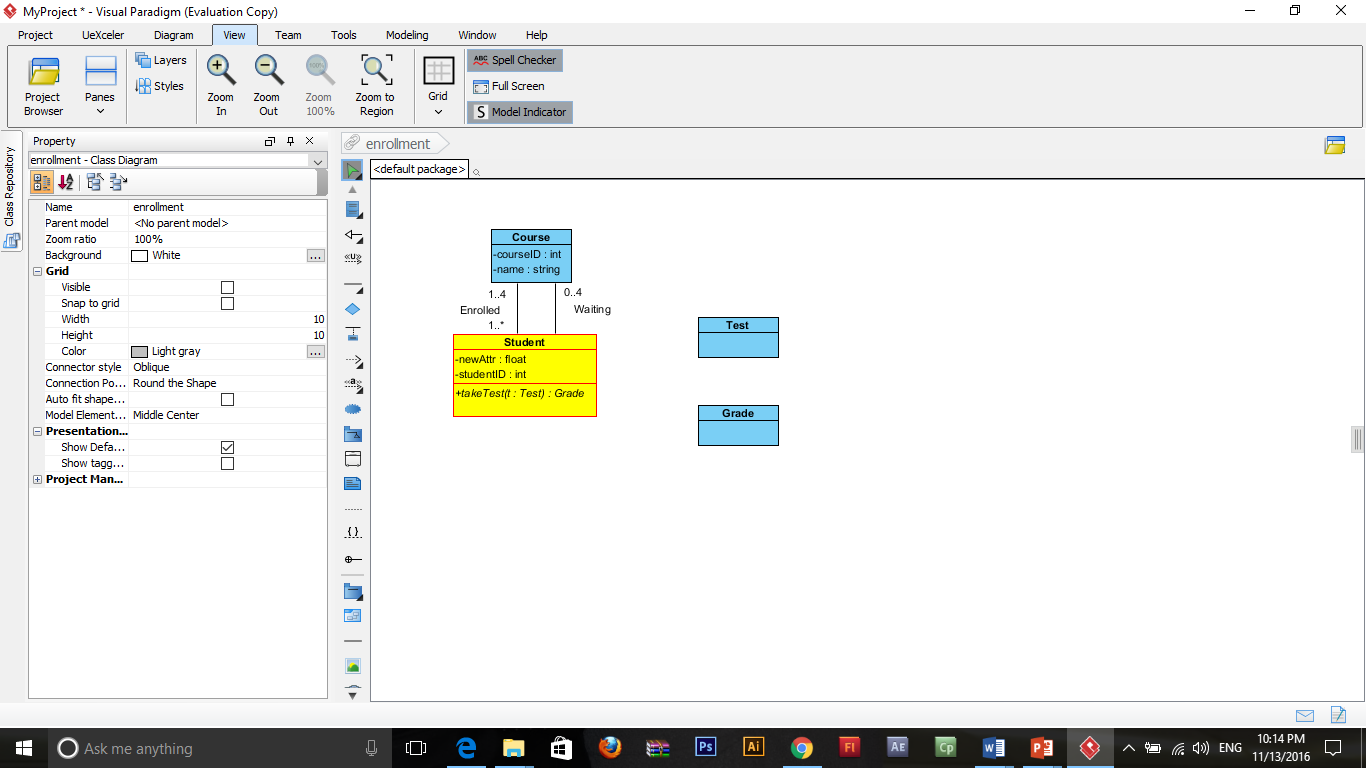 MyProject * - Visual Paradigm (Evaluation Copy)
Project UeXceler Diagram View Team Tools Modeling Window Help
Project Browser
Panes
Layers
Styles
Zoom In
Zoom Out
Zoom 100%
Zoom to Region
Grid
ABC Spell Checker
Full Screen
S Model Indicator
Class Repository
Property
enrollment - Class Diagram
Name enrollment
Parent model <No parent model>
Zoom ratio 100%
Background White ...
Grid
Visible
Snap to grid
Width 10
Height 10
Color Light gray ...
Connector style Oblique
Connection Po... Round the Shape
Auto fit shape...
Model Element... Middle Center
Presentation...
Show Defa...
Show tagg...
Project Man...
enrollment
<default package>
«u»
«a»
{ }
Course
-courseID : int
-name : string
1..4
0..4
Enrolled
Waiting
1..*
Student
-newAttr : float
-studentID : int
+takeTest(t : Test) : Grade
Test
Grade
Ask me anything
Ps
Ai
Fl
Ae
Cp
ENG
10:14 PM
11/13/2016